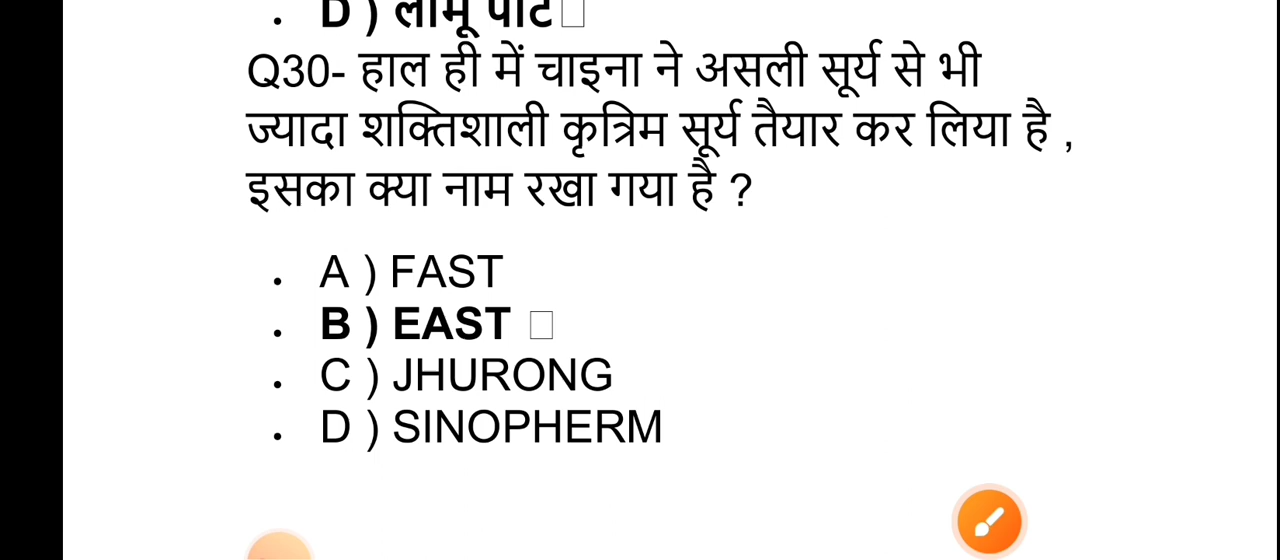 D ) लामू पोर्ट
Q30- हाल ही में चाइना ने असली सूर्य से भी
ज्यादा शक्तिशाली कृत्रिम सूर्य तैयार कर लिया है ,
इसका क्या नाम रखा गया है ?
A ) FAST
B ) EAST
C ) JHURONG
D ) SINOPHERM